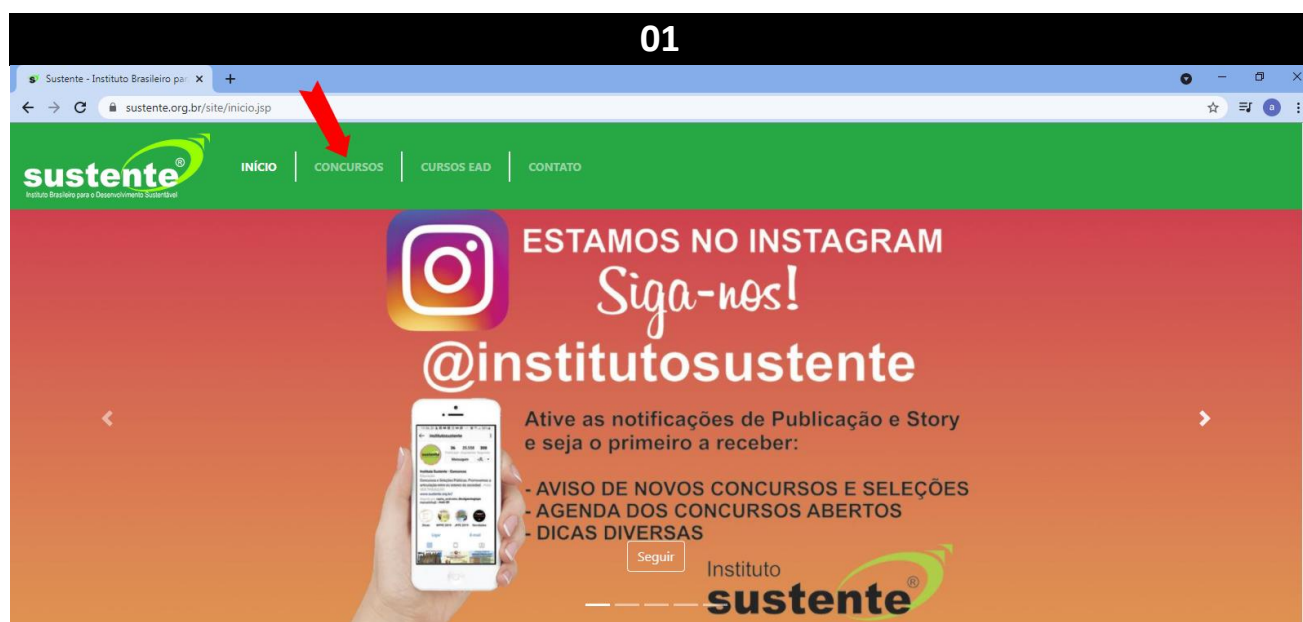 01
Sustente - Instituto Brasileiro par
sustente.org.br/site/inicio.jsp
a
sustente®
Instituto Brasileiro para o Desenvolvimento Sustentável
INÍCIO
CONCURSOS
CURSOS EAD
CONTATO
ESTAMOS NO INSTAGRAM
Siga-nos!
@institutosustente
Ative as notificações de Publicação e Story
e seja o primeiro a receber:
- AVISO DE NOVOS CONCURSOS E SELEÇÕES
- AGENDA DOS CONCURSOS ABERTOS
- DICAS DIVERSAS
Seguir
Instituto
sustente®